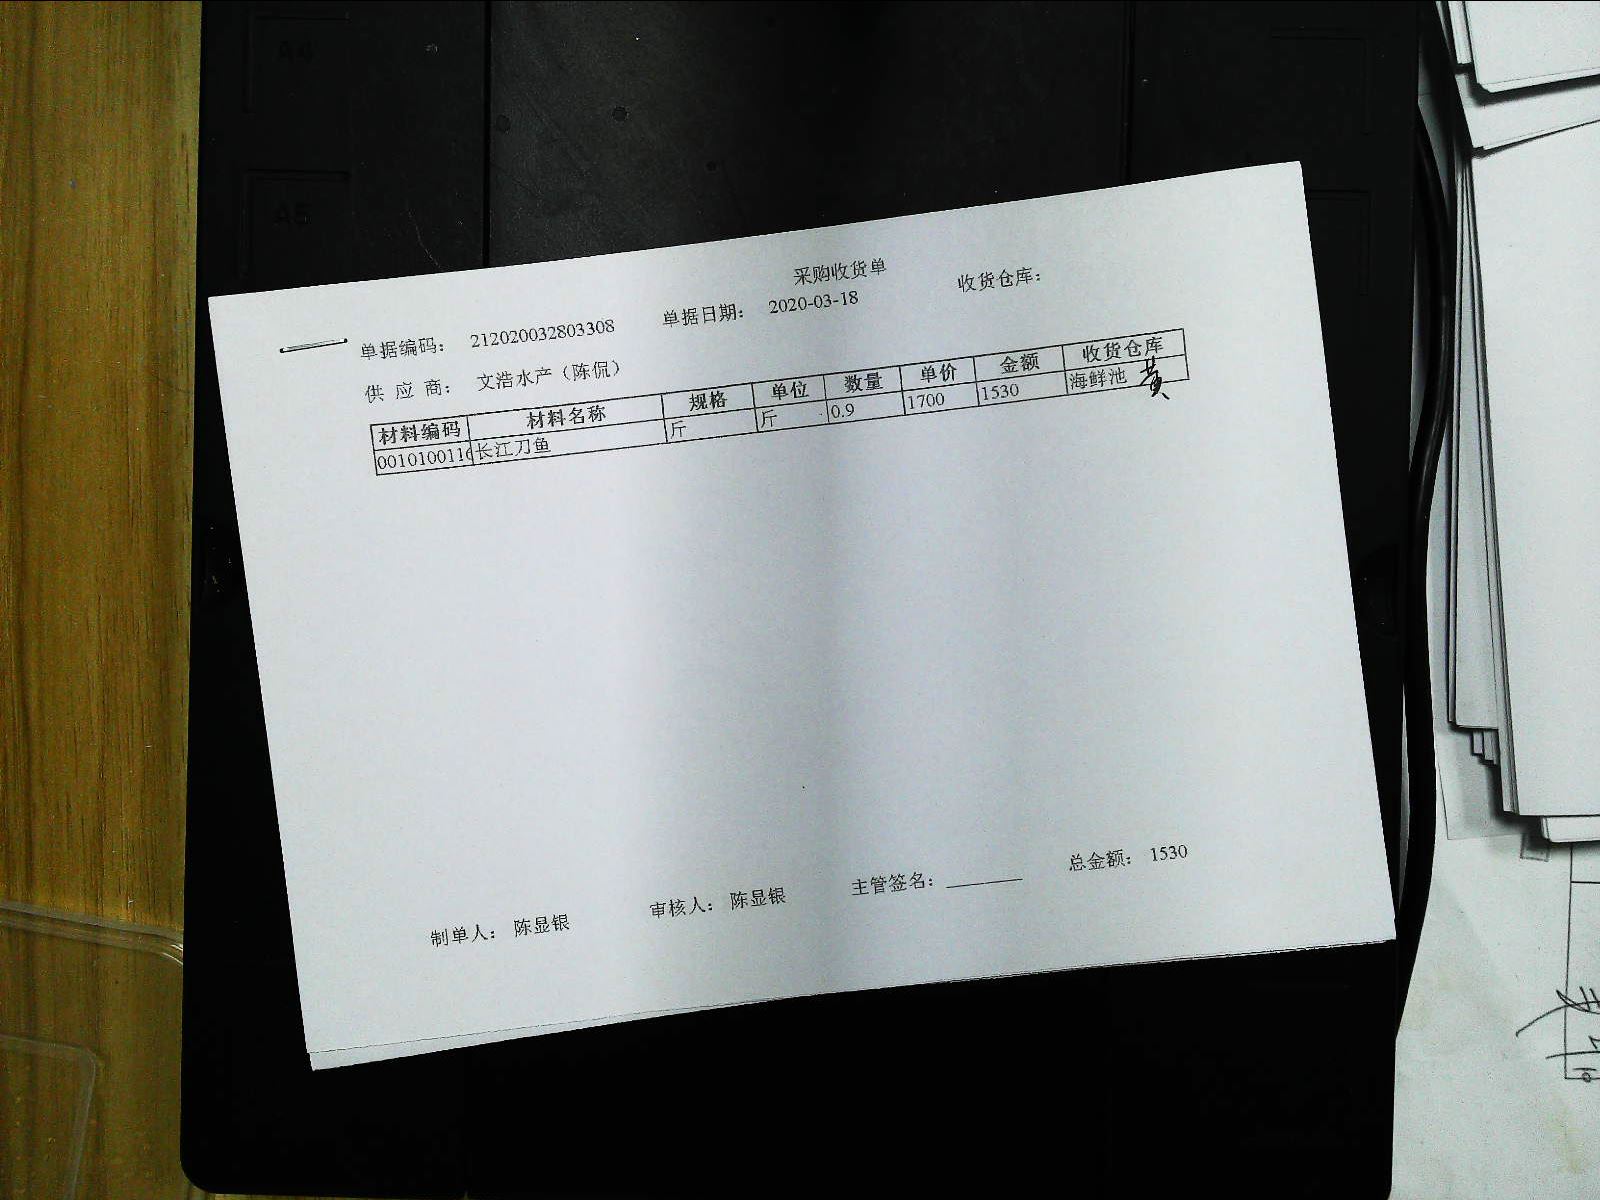 A4
A5
采购收货单
单据编码： 212020032803308 单据日期： 2020-03-18 收货仓库：
供 应 商： 文浩水产（陈侃）
材料编码 材料名称 规格 单位 数量 单价 金额 收货仓库
0010100116 长江刀鱼 斤 斤 0.9 1700 1530 海鲜池 黄
制单人： 陈显银 审核人： 陈显银 主管签名： 总金额： 1530